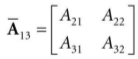 Ā₁₃ = [ A₂₁ A₂₂
A₃₁ A₃₂ ]